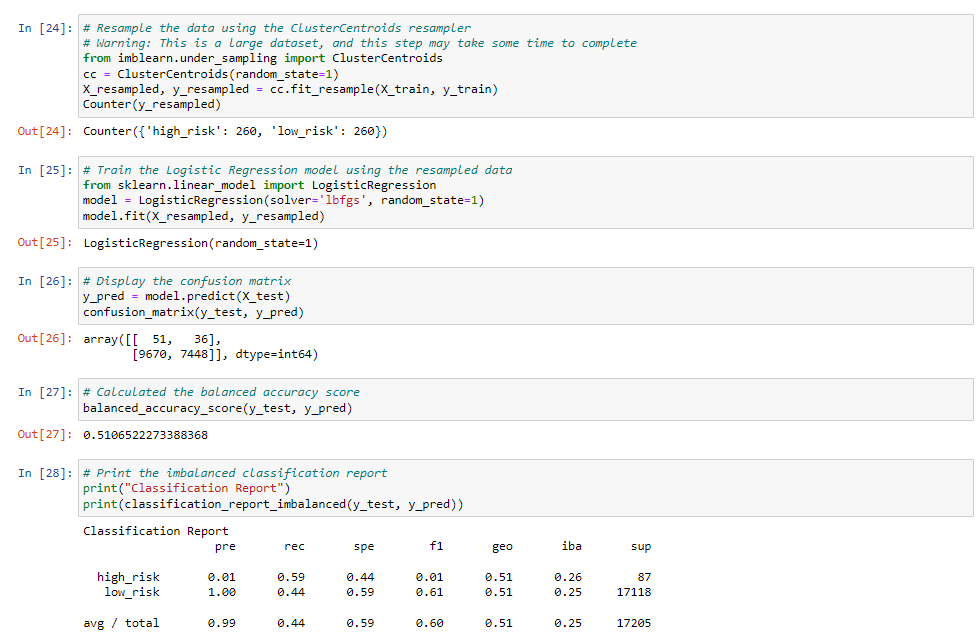 In [24]: # Resample the data using the ClusterCentroids resampler
# Warning: This is a large dataset, and this step may take some time to complete
from imblearn.under_sampling import ClusterCentroids
cc = ClusterCentroids(random_state=1)
X_resampled, y_resampled = cc.fit_resample(X_train, y_train)
Counter(y_resampled)
Out[24]: Counter({'high_risk': 260, 'low_risk': 260})
In [25]: # Train the Logistic Regression model using the resampled data
from sklearn.linear_model import LogisticRegression
model = LogisticRegression(solver='lbfgs', random_state=1)
model.fit(X_resampled, y_resampled)
Out[25]: LogisticRegression(random_state=1)
In [26]: # Display the confusion matrix
y_pred = model.predict(X_test)
confusion_matrix(y_test, y_pred)
Out[26]: array([[  51,   36],
[9670, 7448]], dtype=int64)
In [27]: # Calculated the balanced accuracy score
balanced_accuracy_score(y_test, y_pred)
Out[27]: 0.5106522273388368
In [28]: # Print the imbalanced classification report
print("Classification Report")
print(classification_report_imbalanced(y_test, y_pred))
Classification Report
pre rec spe f1 geo iba sup
high_risk 0.01 0.59 0.44 0.01 0.51 0.26 87
low_risk 1.00 0.44 0.59 0.61 0.51 0.25 17118
avg / total 0.99 0.44 0.59 0.60 0.51 0.25 17205